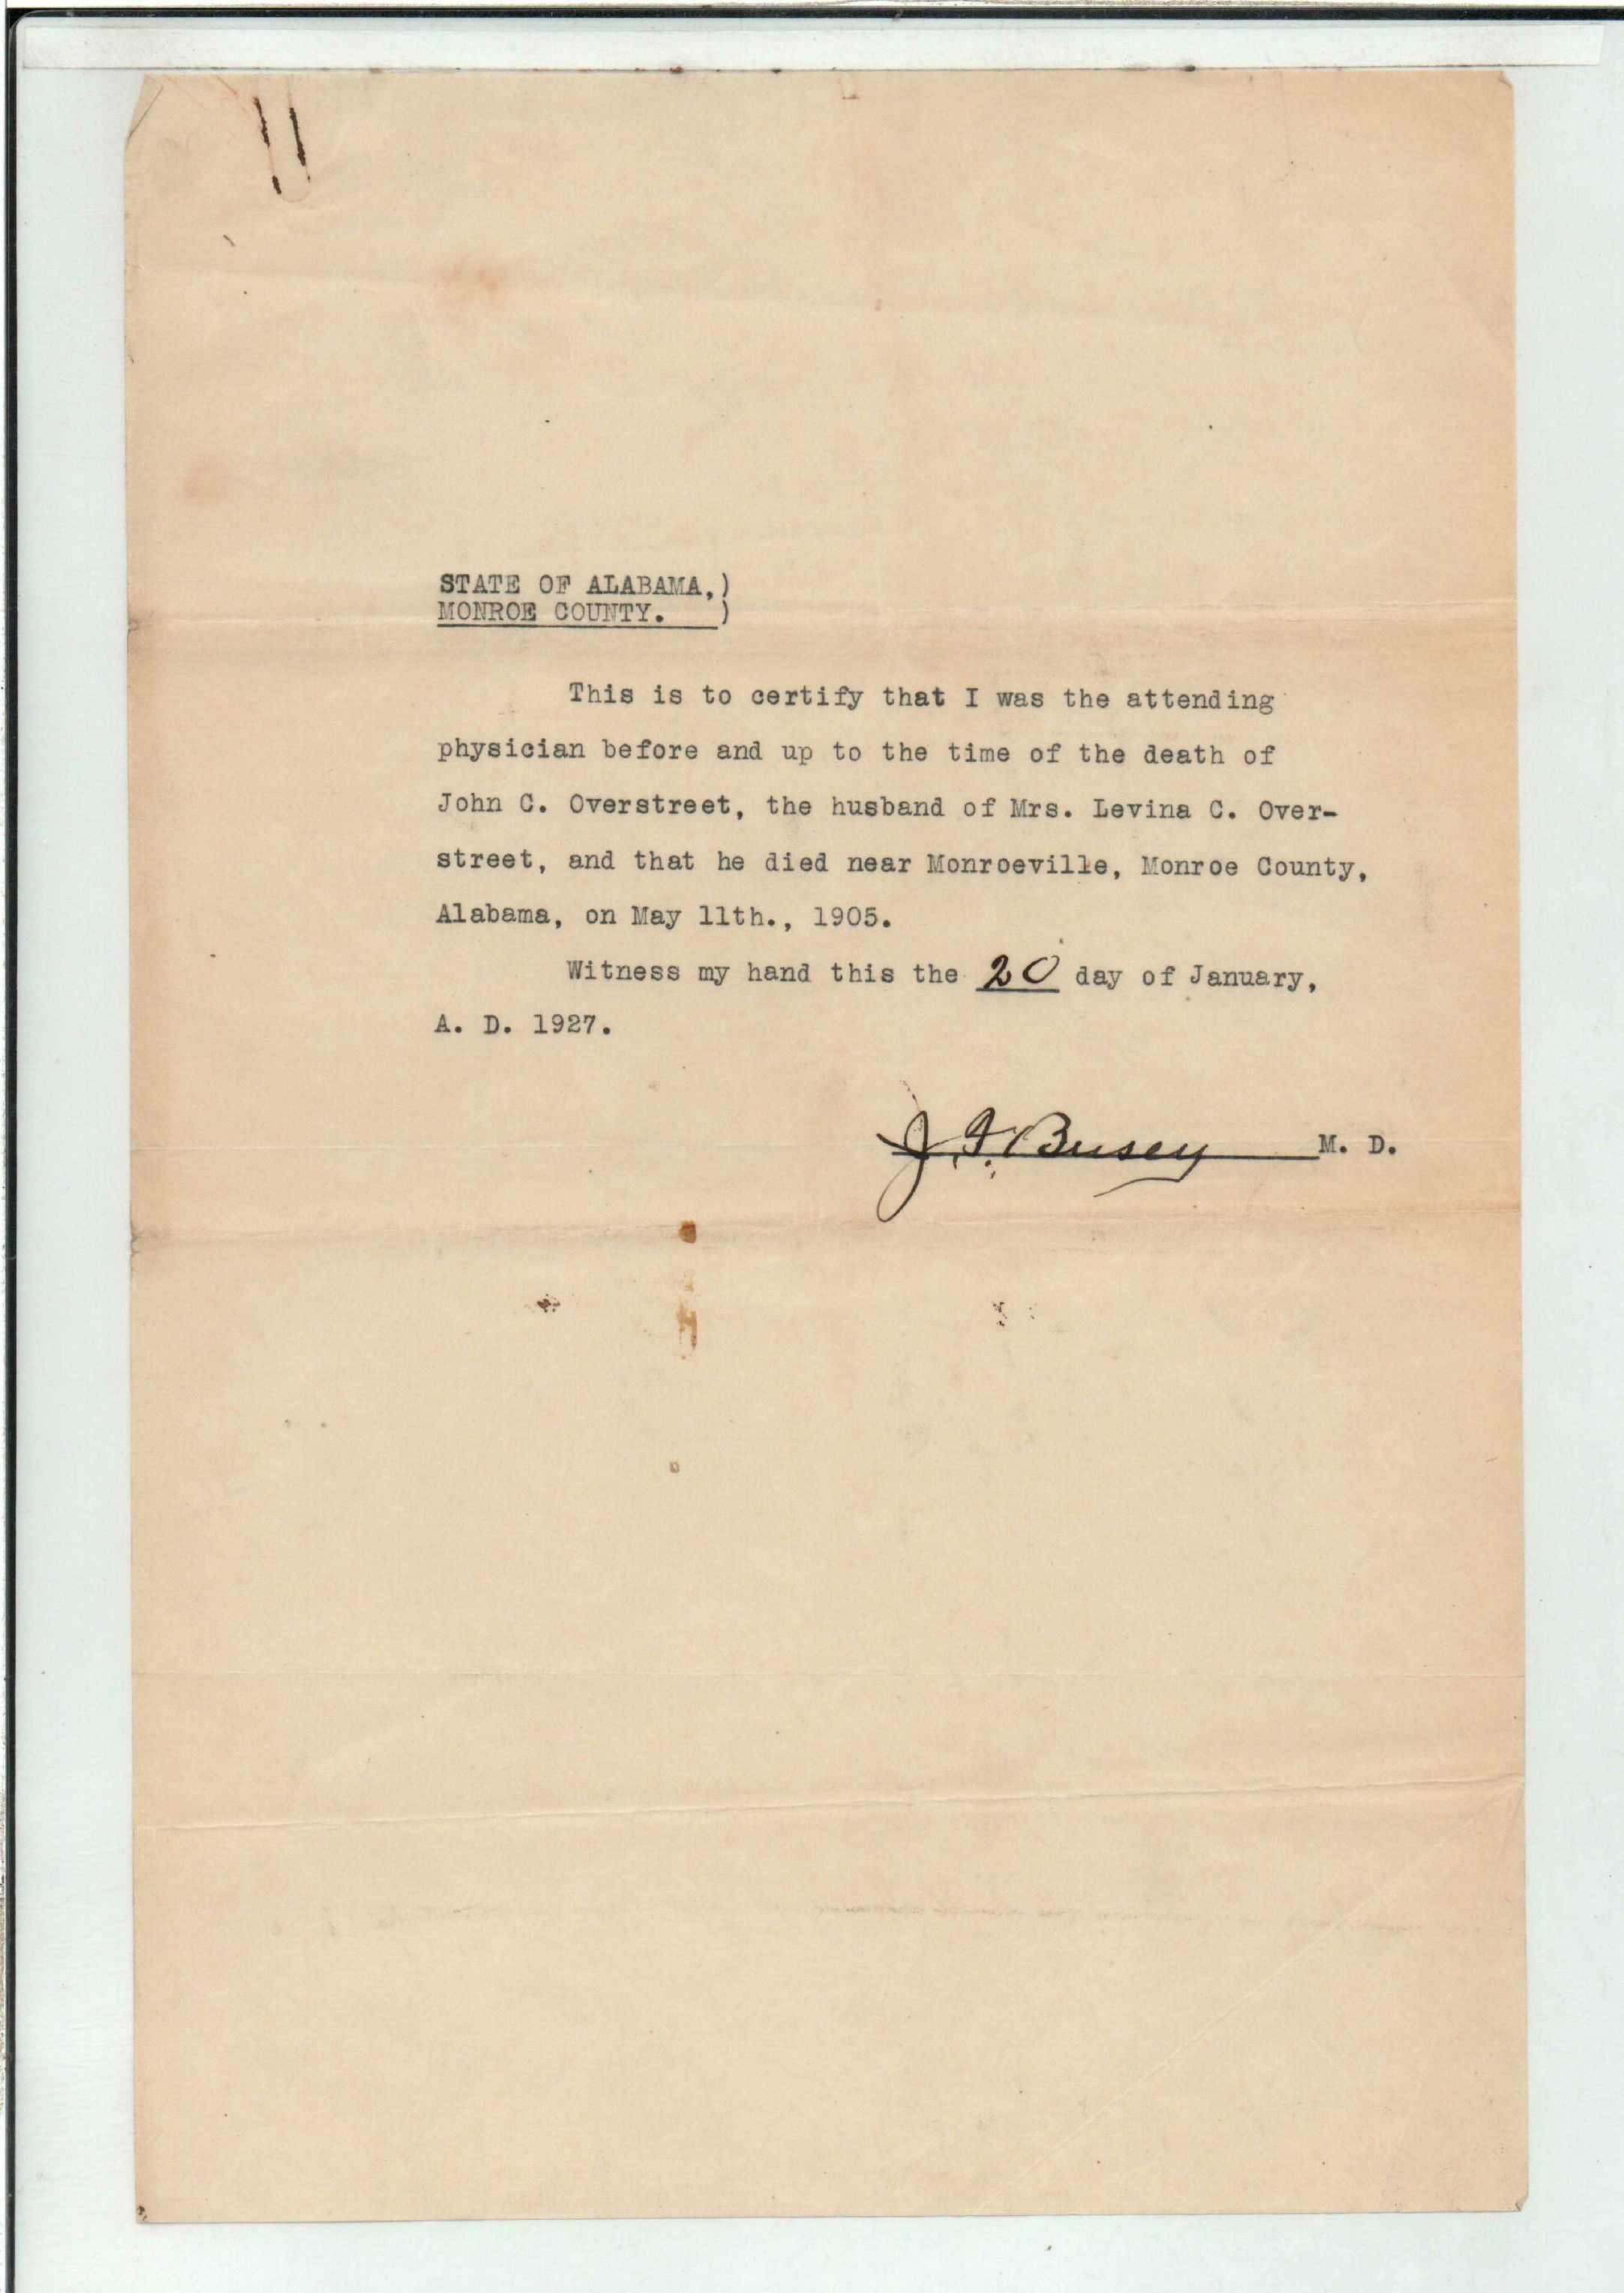 STATE OF ALABAMA,)
MONROE COUNTY. )
This is to certify that I was the attending
physician before and up to the time of the death of
John C. Overstreet, the husband of Mrs. Levina C. Over-
street, and that he died near Monroeville, Monroe County,
Alabama, on May 11th., 1905.
Witness my hand this the 20 day of January,
A. D. 1927.
J. F. Busey M. D.